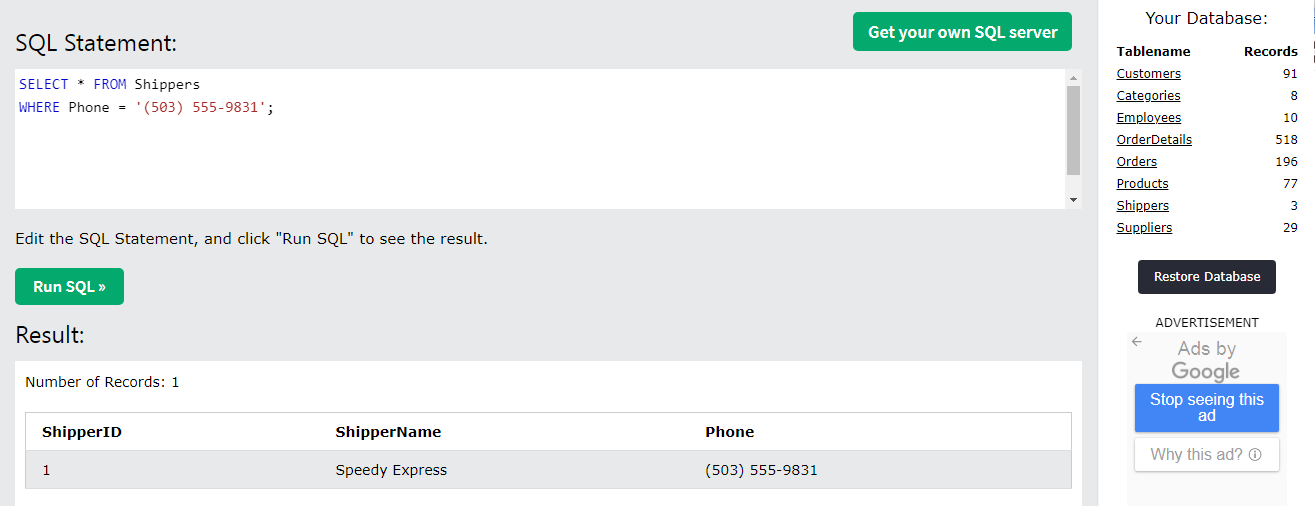 SQL Statement:
Get your own SQL server
SELECT * FROM Shippers
WHERE Phone = '(503) 555-9831';
Edit the SQL Statement, and click "Run SQL" to see the result.
Run SQL »
Result:
Number of Records: 1
ShipperID ShipperName Phone
1 Speedy Express (503) 555-9831
Your Database:
Tablename Records
Customers 91
Categories 8
Employees 10
OrderDetails 518
Orders 196
Products 77
Shippers 3
Suppliers 29
Restore Database
ADVERTISEMENT
Ads by
Google
Stop seeing this
ad
Why this ad?